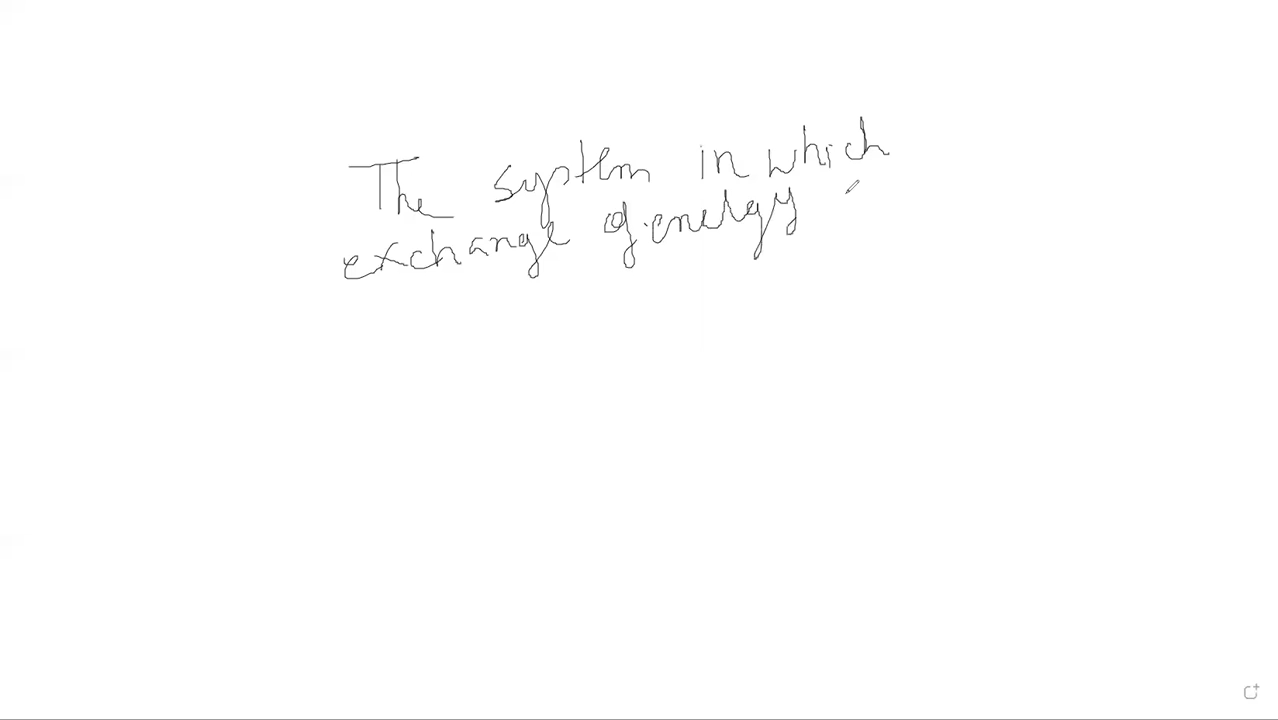 The system in which
exchange of energy